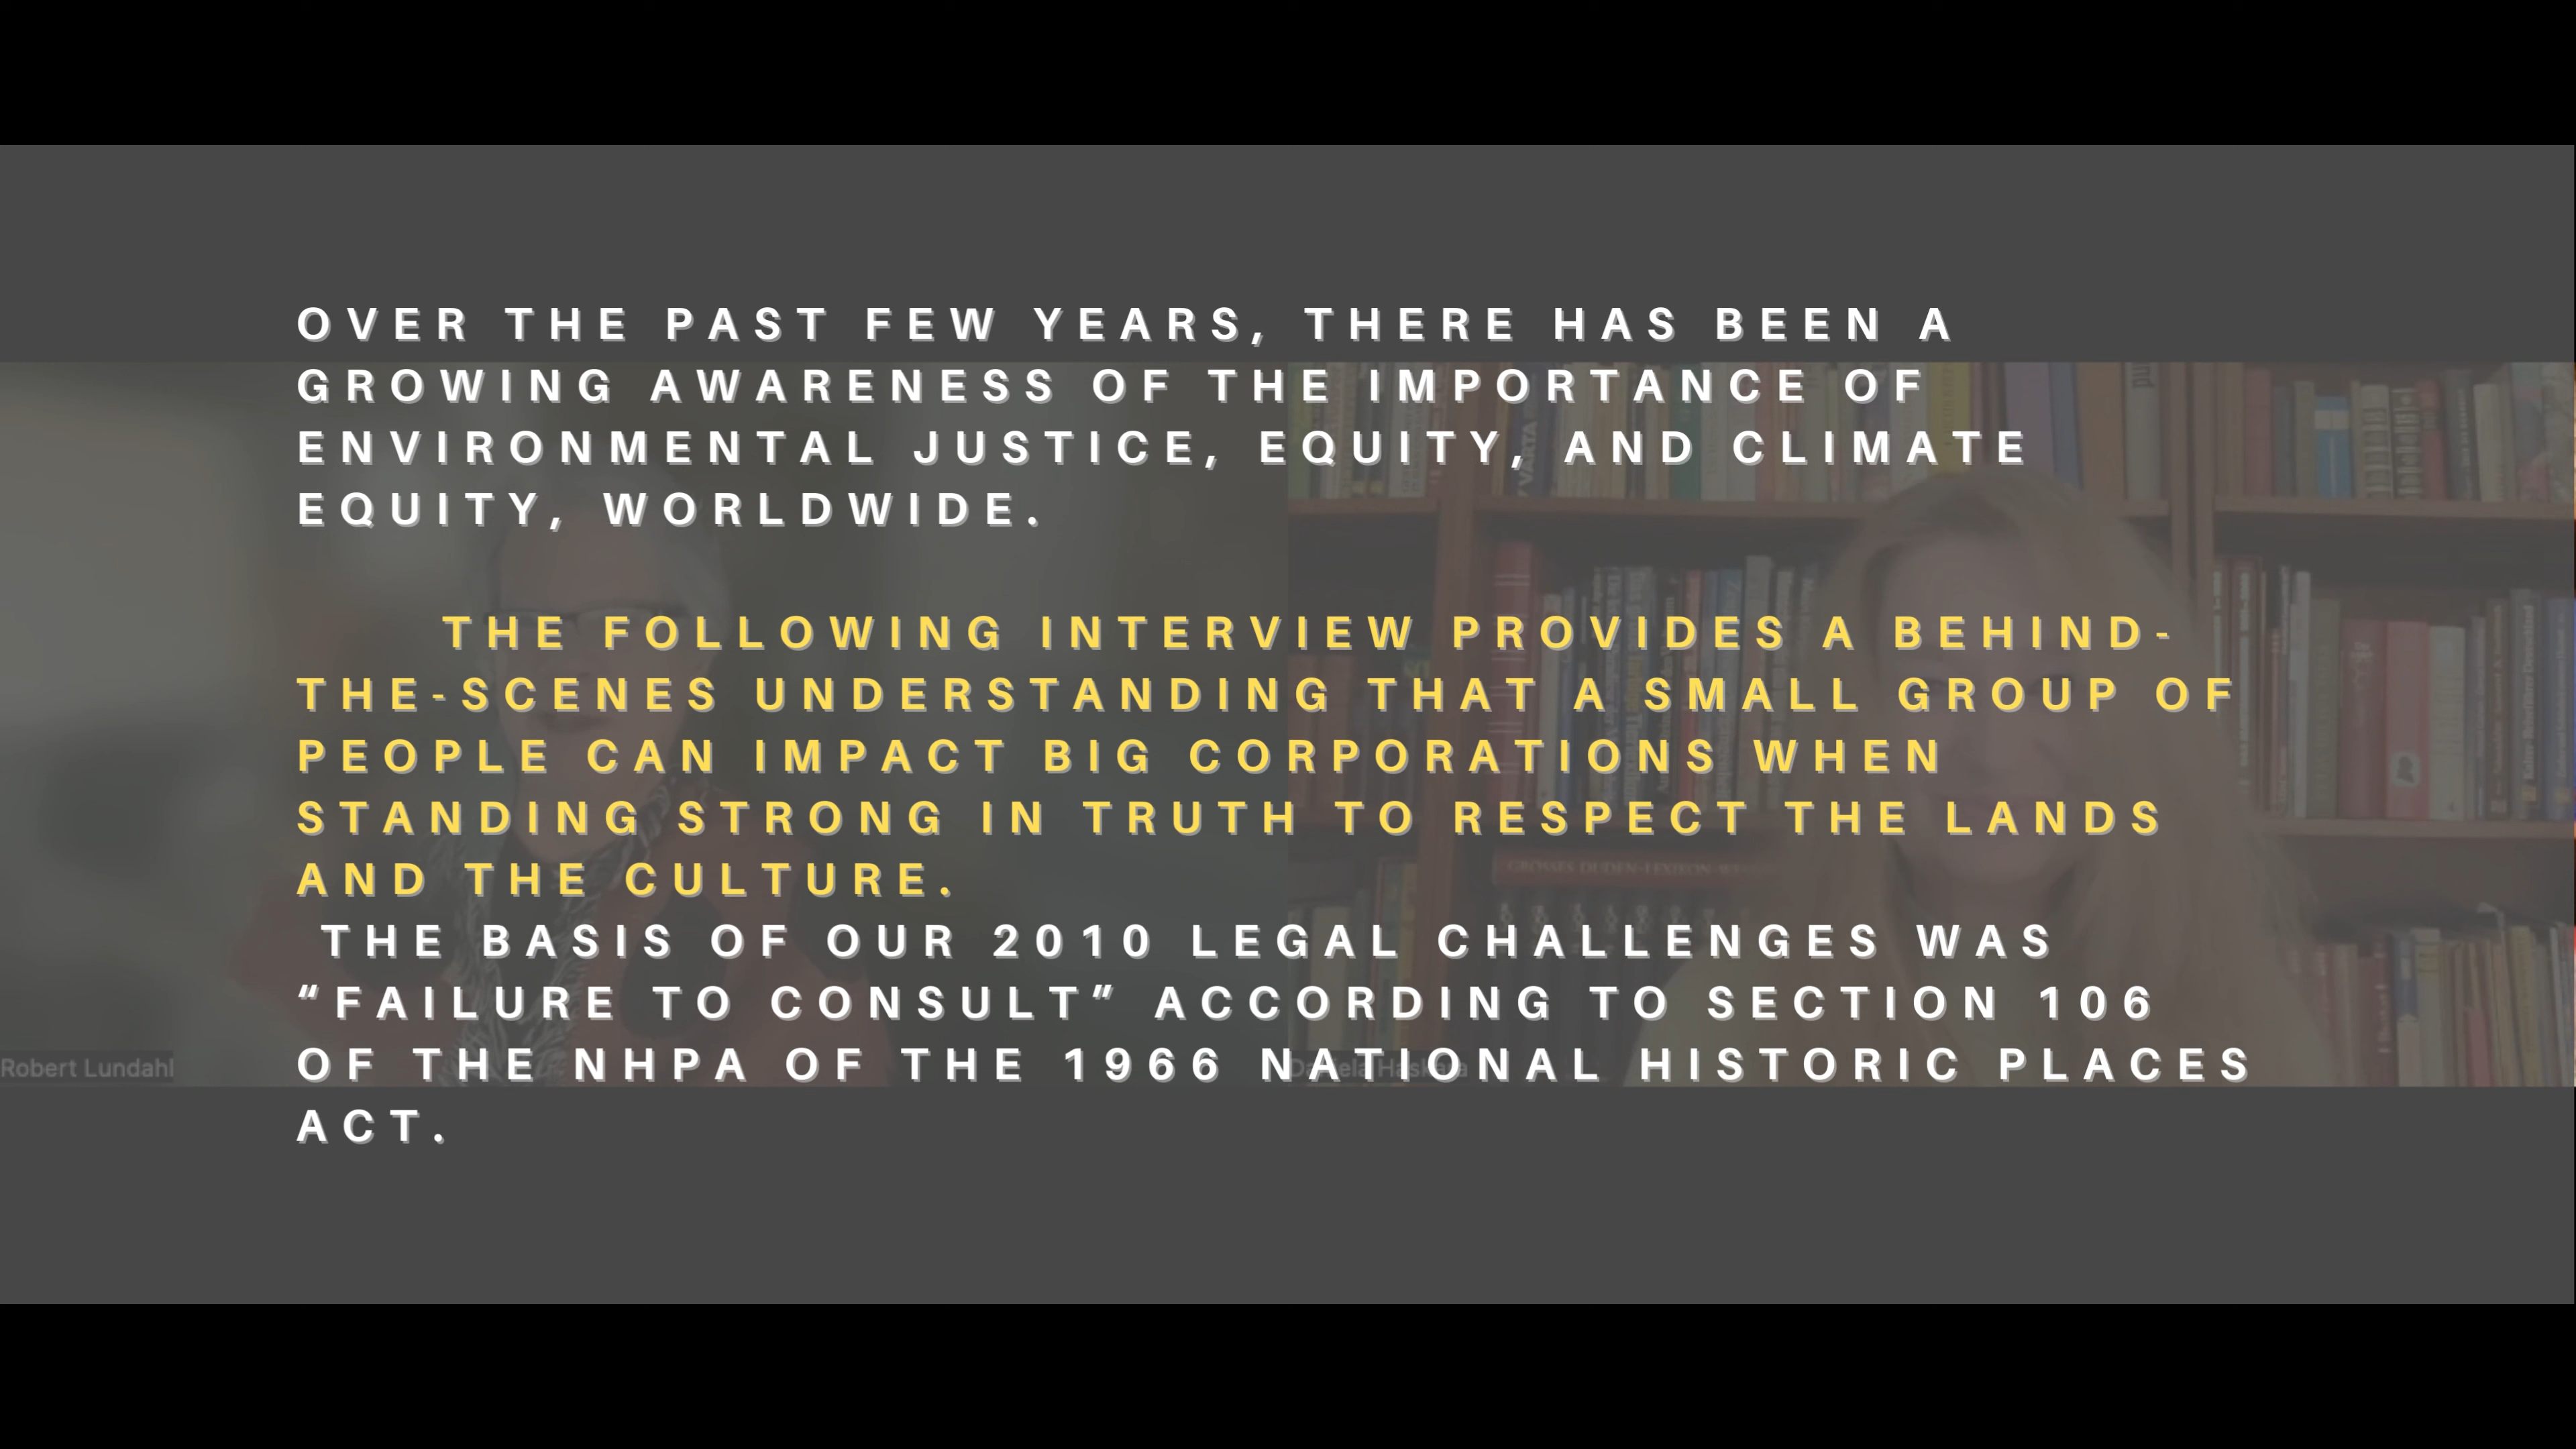 OVER THE PAST FEW YEARS, THERE HAS BEEN A
GROWING AWARENESS OF THE IMPORTANCE OF
ENVIRONMENTAL JUSTICE, EQUITY, AND CLIMATE
EQUITY, WORLDWIDE.
THE FOLLOWING INTERVIEW PROVIDES A BEHIND-
THE-SCENES UNDERSTANDING THAT A SMALL GROUP OF
PEOPLE CAN IMPACT BIG CORPORATIONS WHEN
STANDING STRONG IN TRUTH TO RESPECT THE LANDS
AND THE CULTURE.
THE BASIS OF OUR 2010 LEGAL CHALLENGES WAS
“FAILURE TO CONSULT” ACCORDING TO SECTION 106
OF THE NHPA OF THE 1966 NATIONAL HISTORIC PLACES
ACT.
Robert Lundahl
GROSSES DUDEN-LEXIKON